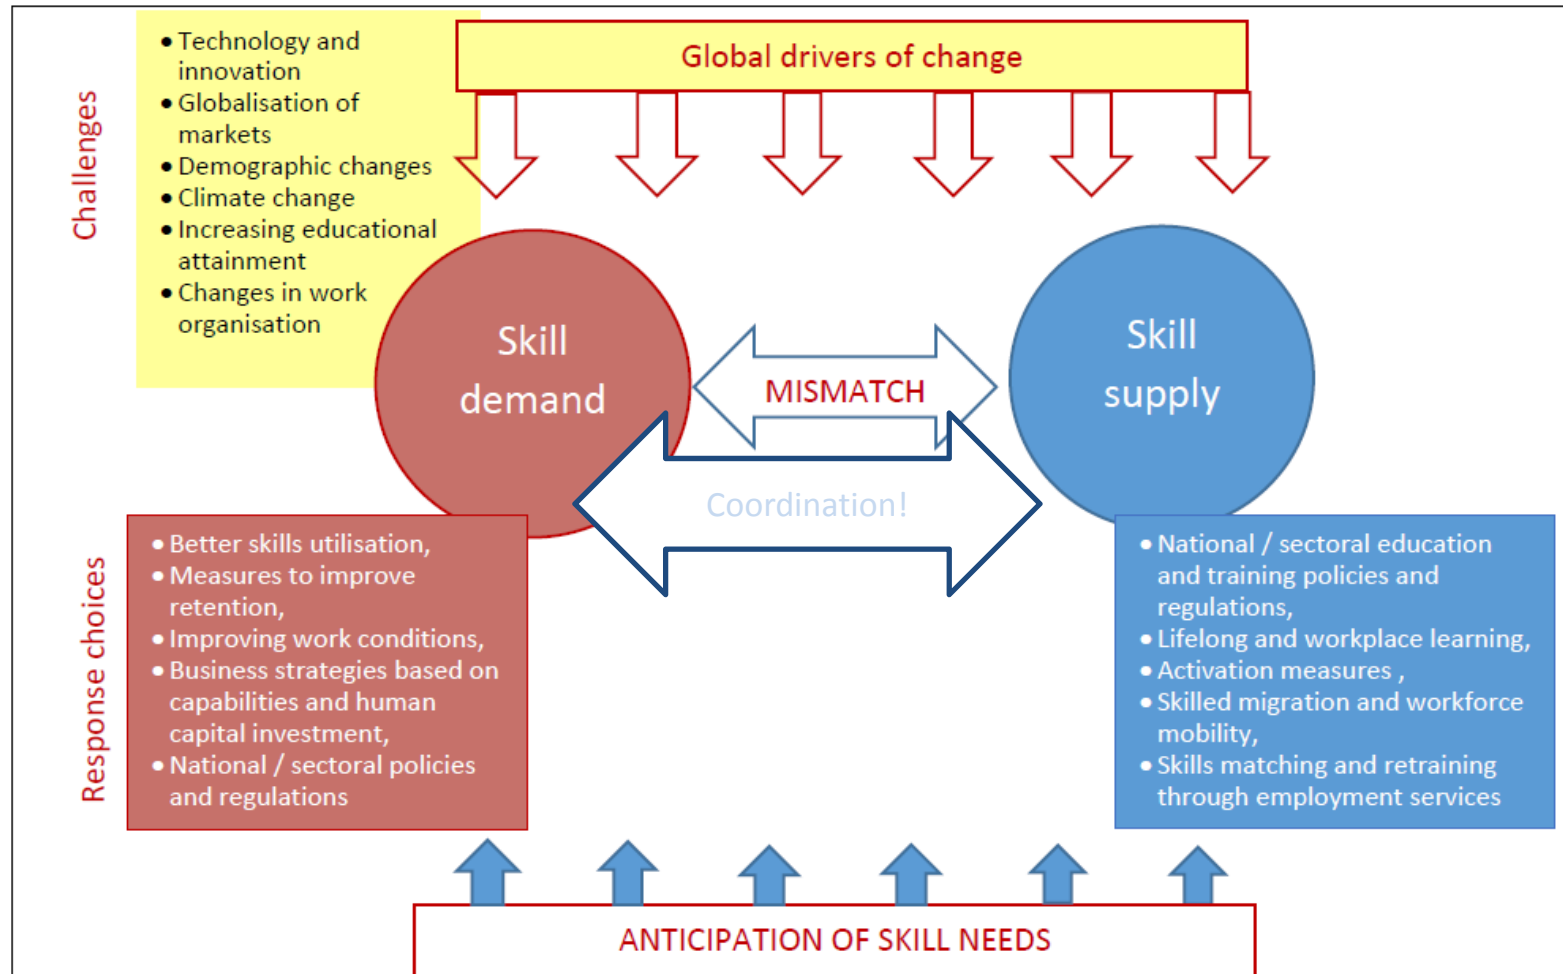 Challenges
• Technology and
innovation
• Globalisation of
markets
• Demographic changes
• Climate change
• Increasing educational
attainment
• Changes in work
organisation
Global drivers of change
Skill
demand
MISMATCH
Skill
supply
Coordination!
Response choices
• Better skills utilisation,
• Measures to improve
retention,
• Improving work conditions,
• Business strategies based on
capabilities and human
capital investment,
• National / sectoral policies
and regulations
• National / sectoral education
and training policies and
regulations,
• Lifelong and workplace learning,
• Activation measures ,
• Skilled migration and workforce
mobility,
• Skills matching and retraining
through employment services
ANTICIPATION OF SKILL NEEDS